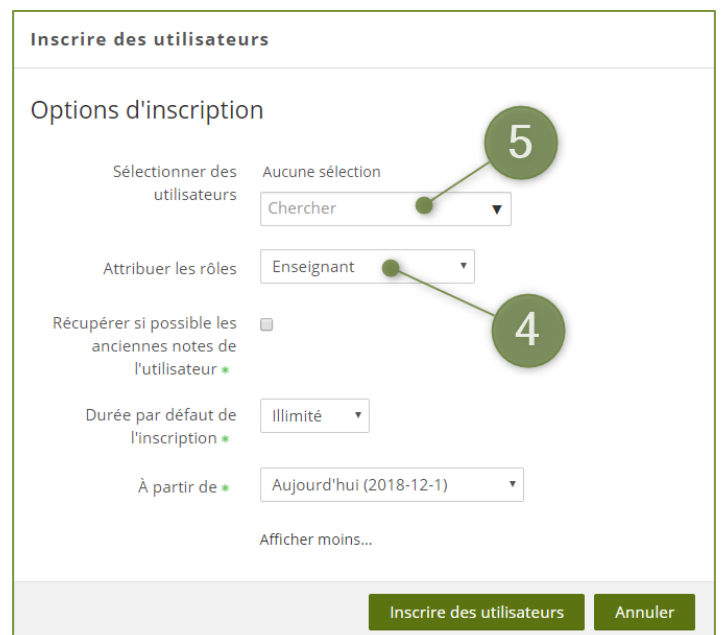 Inscrire des utilisateurs
Options d'inscription
5
Sélectionner des
utilisateurs
Aucune sélection
Chercher
Attribuer les rôles
Enseignant
4
Récupérer si possible les
anciennes notes de
l'utilisateur *
Durée par défaut de
l'inscription *
Illimité
À partir de *
Aujourd'hui (2018-12-1)
Afficher moins...
Inscrire des utilisateurs
Annuler